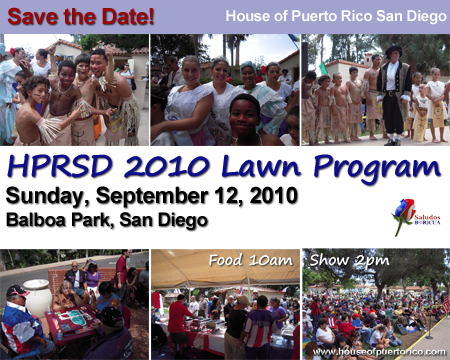 Save the Date!
House of Puerto Rico San Diego
HPRSD 2010 Lawn Program
Sunday, September 12, 2010
Balboa Park, San Diego
Saludos
BORICUA
Food 10am
Show 2pm
www.houseofpuertorico.com